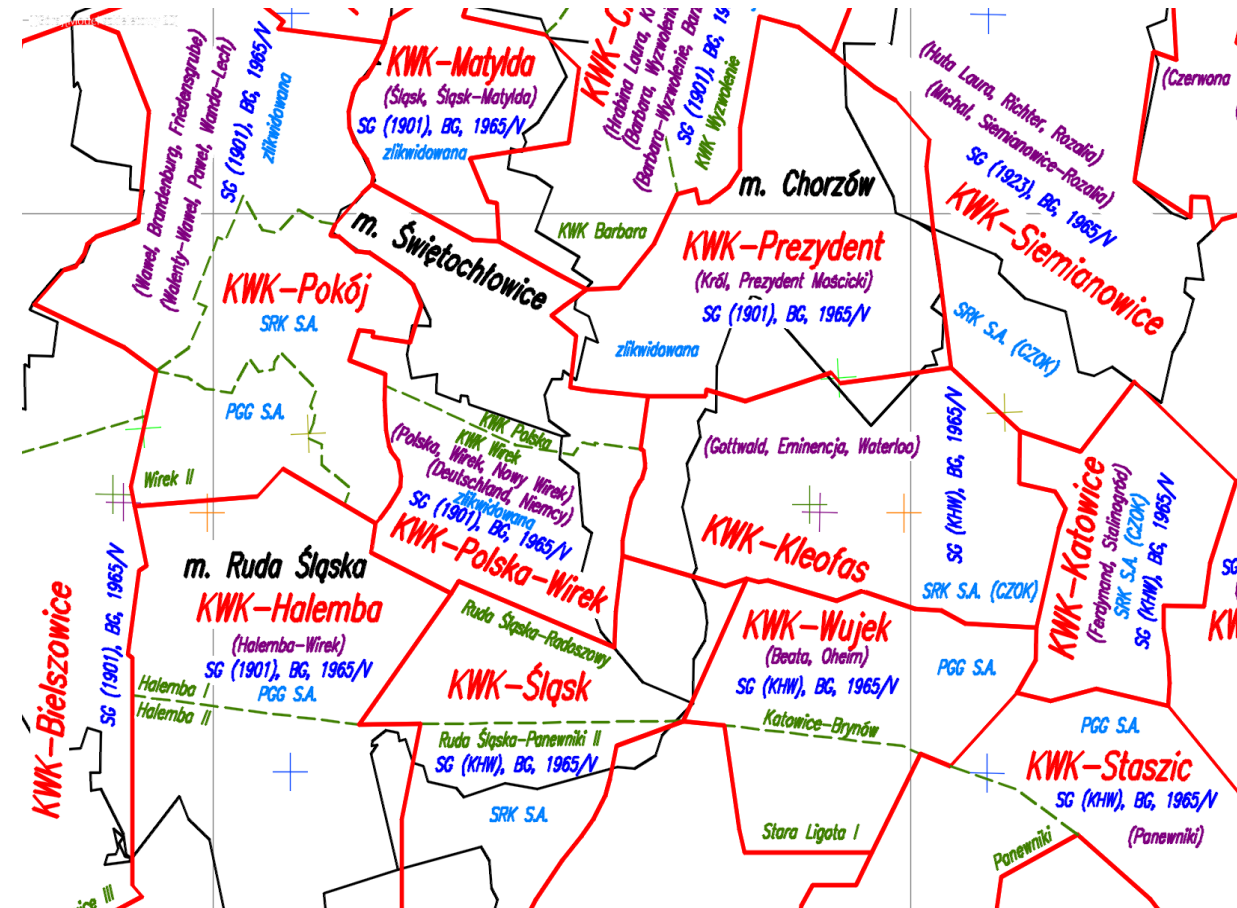 KWK-Matylda
(Śląsk, Śląsk-Matylda)
SG (1901), BG, 1965/V
zlikwidowana
(Wawel, Brandenburg, Friedensgrube)
(Walenty-Wawel, Paweł, Wanda-Lech)
SG (1901), BG, 1965/V
zlikwidowana
KWK-C
(Hrabina Laura, K
(Barbara, Wyzwoleni
(Barbara-Wyzwolenie, Bar
SG (1901), BG, 19
KWK Wyzwolenie
(Huta Laura, Richter, Rozalia)
(Michał, Siemianowice-Rozalia)
SG (1923), BG, 1965/V
KWK-Siemianowice
SRK S.A. (CZOK)
(Czerwona
m. Chorzów
m. Świętochłowice
KWK Barbara
KWK-Prezydent
(Król, Prezydent Mościcki)
SG (1901), BG, 1965/V
zlikwidowana
KWK-Pokój
SRK S.A.
PGG S.A.
Wirek II
KWK Polska
KWK Wirek
(Polska, Wirek, Nowy Wirek)
(Deutschland, Niemcy)
zlikwidowana
SG (1901), BG, 1965/V
KWK-Polska-Wirek
(Gottwald, Eminencja, Waterloo)
KWK-Kleofas
SG (KHW), BG, 1965/V
SRK S.A. (CZOK)
KWK-Katowice
(Ferdynand, Stalinogród)
SRK S.A. (CZOK)
SG (KHW), BG, 1965/V
SG
KW
m. Ruda Śląska
KWK-Halemba
(Halemba-Wirek)
SG (1901), BG, 1965/V
PGG S.A.
Halemba I
Halemba II
KWK-Bielszowice
SG (1901), BG, 1965/V
Ruda Śląska-Radoszowy
KWK-Śląsk
Ruda Śląska-Panewniki II
SG (KHW), BG, 1965/V
SRK S.A.
KWK-Wujek
(Beata, Oheim)
SG (KHW), BG, 1965/V
PGG S.A.
Katowice-Brynów
Stara Ligota I
PGG S.A.
KWK-Staszic
SG (KHW), BG, 1965/V
(Panewniki)
Panewniki
ice III